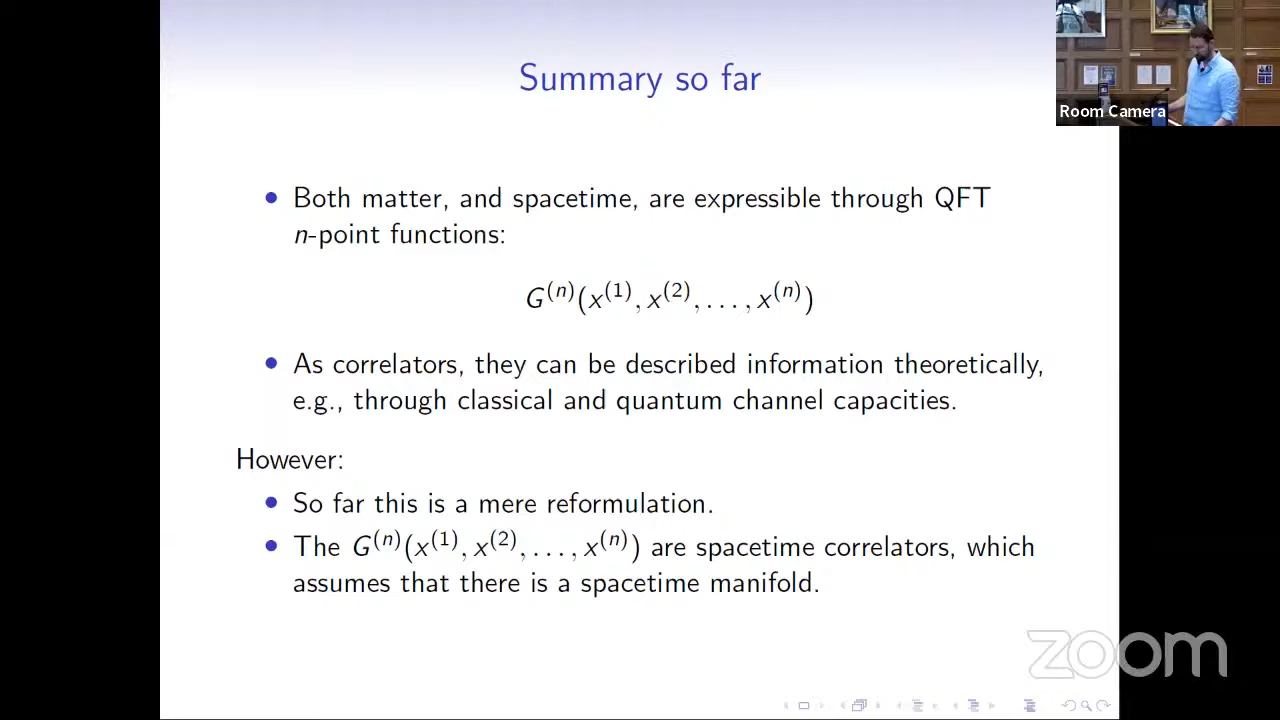 Summary so far
Room Camera
• Both matter, and spacetime, are expressible through QFT
n-point functions:
G⁽ⁿ⁾(x⁽¹⁾, x⁽²⁾, . . . , x⁽ⁿ⁾)
• As correlators, they can be described information theoretically,
e.g., through classical and quantum channel capacities.
However:
• So far this is a mere reformulation.
• The G⁽ⁿ⁾(x⁽¹⁾, x⁽²⁾, . . . , x⁽ⁿ⁾) are spacetime correlators, which
assumes that there is a spacetime manifold.
zoom